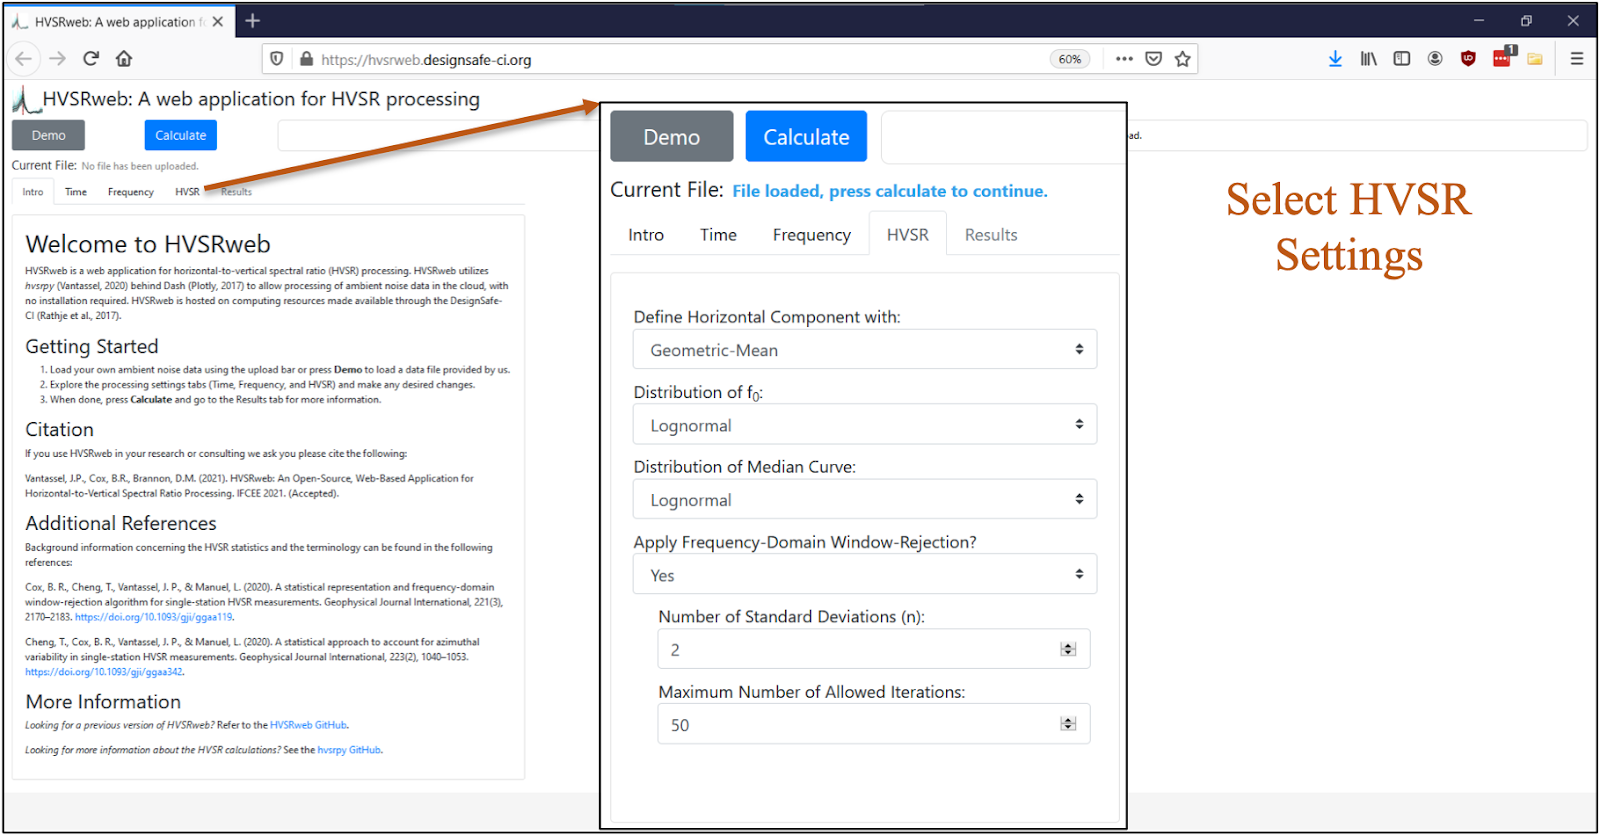 HVSRweb: A web application f
https://hvsrweb.designsafe-ci.org
60%
1
HVSRweb: A web application for HVSR processing
Demo
Calculate
Current File: No file has been uploaded.
Intro
Time
Frequency
HVSR
Results
Welcome to HVSRweb
HVSRweb is a web application for horizontal-to-vertical spectral ratio (HVSR) processing. HVSRweb utilizes
hvsrpy (Vantassel, 2020) behind Dash (Plotly, 2017) to allow processing of ambient noise data in the cloud, with
no installation required. HVSRweb is hosted on computing resources made available through the DesignSafe-
CI (Rathje et al., 2017).
Getting Started
1. Load your own ambient noise data using the upload bar or press Demo to load a data file provided by us.
2. Explore the processing settings tabs (Time, Frequency, and HVSR) and make any desired changes.
3. When done, press Calculate and go to the Results tab for more information.
Citation
If you use HVSRweb in your research or consulting we ask you please cite the following:
Vantassel, J.P., Cox, B.R., Brannon, D.M. (2021). HVSRweb: An Open-Source, Web-Based Application for
Horizontal-to-Vertical Spectral Ratio Processing. IFCEE 2021. (Accepted).
Additional References
Background information concerning the HVSR statistics and the terminology can be found in the following
references:
Cox, B. R., Cheng, T., Vantassel, J. P., & Manuel, L. (2020). A statistical representation and frequency-domain
window-rejection algorithm for single-station HVSR measurements. Geophysical Journal International, 221(3),
2170–2183. https://doi.org/10.1093/gji/ggaa119.
Cheng, T., Cox, B. R., Vantassel, J. P., & Manuel, L. (2020). A statistical approach to account for azimuthal
variability in single-station HVSR measurements. Geophysical Journal International, 223(2), 1040–1053.
https://doi.org/10.1093/gji/ggaa342.
More Information
Looking for a previous version of HVSRweb? Refer to the HVSRweb GitHub.
Looking for more information about the HVSR calculations? See the hvsrpy GitHub.
Demo
Calculate
Current File: File loaded, press calculate to continue.
Intro
Time
Frequency
HVSR
Results
Define Horizontal Component with:
Geometric-Mean
Distribution of f0:
Lognormal
Distribution of Median Curve:
Lognormal
Apply Frequency-Domain Window-Rejection?
Yes
Number of Standard Deviations (n):
2
Maximum Number of Allowed Iterations:
50
ad.
Select HVSR
Settings